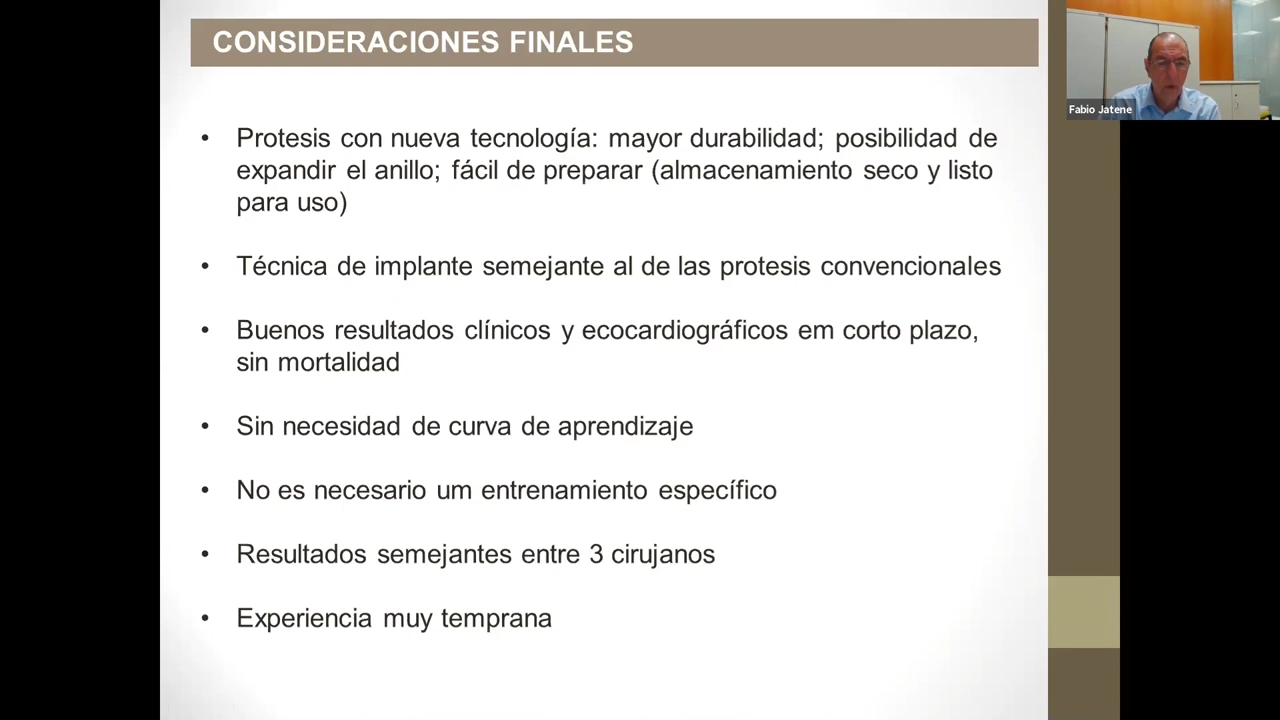 CONSIDERACIONES FINALES
Fabio Jatene
• Protesis con nueva tecnología: mayor durabilidad; posibilidad de
expandir el anillo; fácil de preparar (almacenamiento seco y listo
para uso)
• Técnica de implante semejante al de las protesis convencionales
• Buenos resultados clínicos y ecocardiográficos em corto plazo,
sin mortalidad
• Sin necesidad de curva de aprendizaje
• No es necesario um entrenamiento específico
• Resultados semejantes entre 3 cirujanos
• Experiencia muy temprana